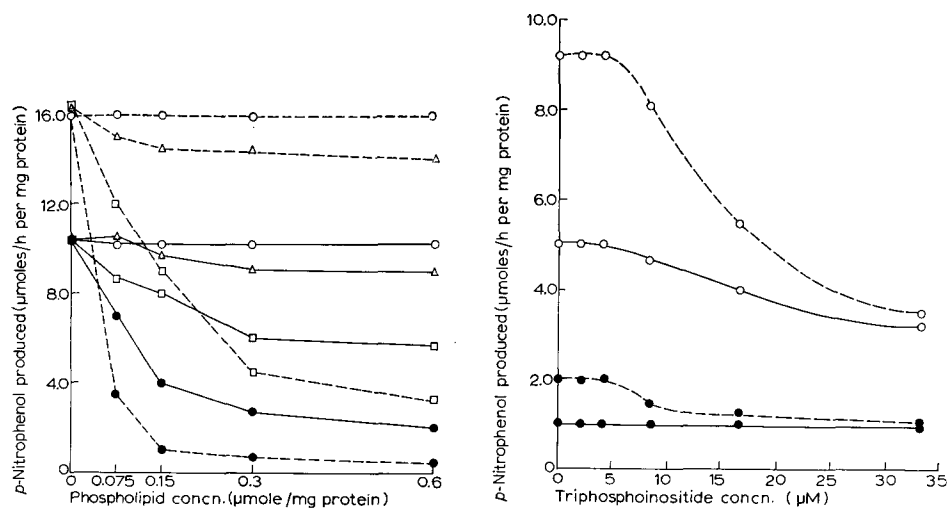 p-Nitrophenol produced (μmoles/h per mg protein)
16.0
12.0
8.0
4.0
0
0 0.075 0.15 0.3 0.6
Phospholipid concn. (μmole/mg protein)
p-Nitrophenol produced (μmoles/h per mg protein)
10.0
8.0
6.0
4.0
2.0
0
0 5 10 15 20 25 30 35
Triphosphoinositide concn. (μM)